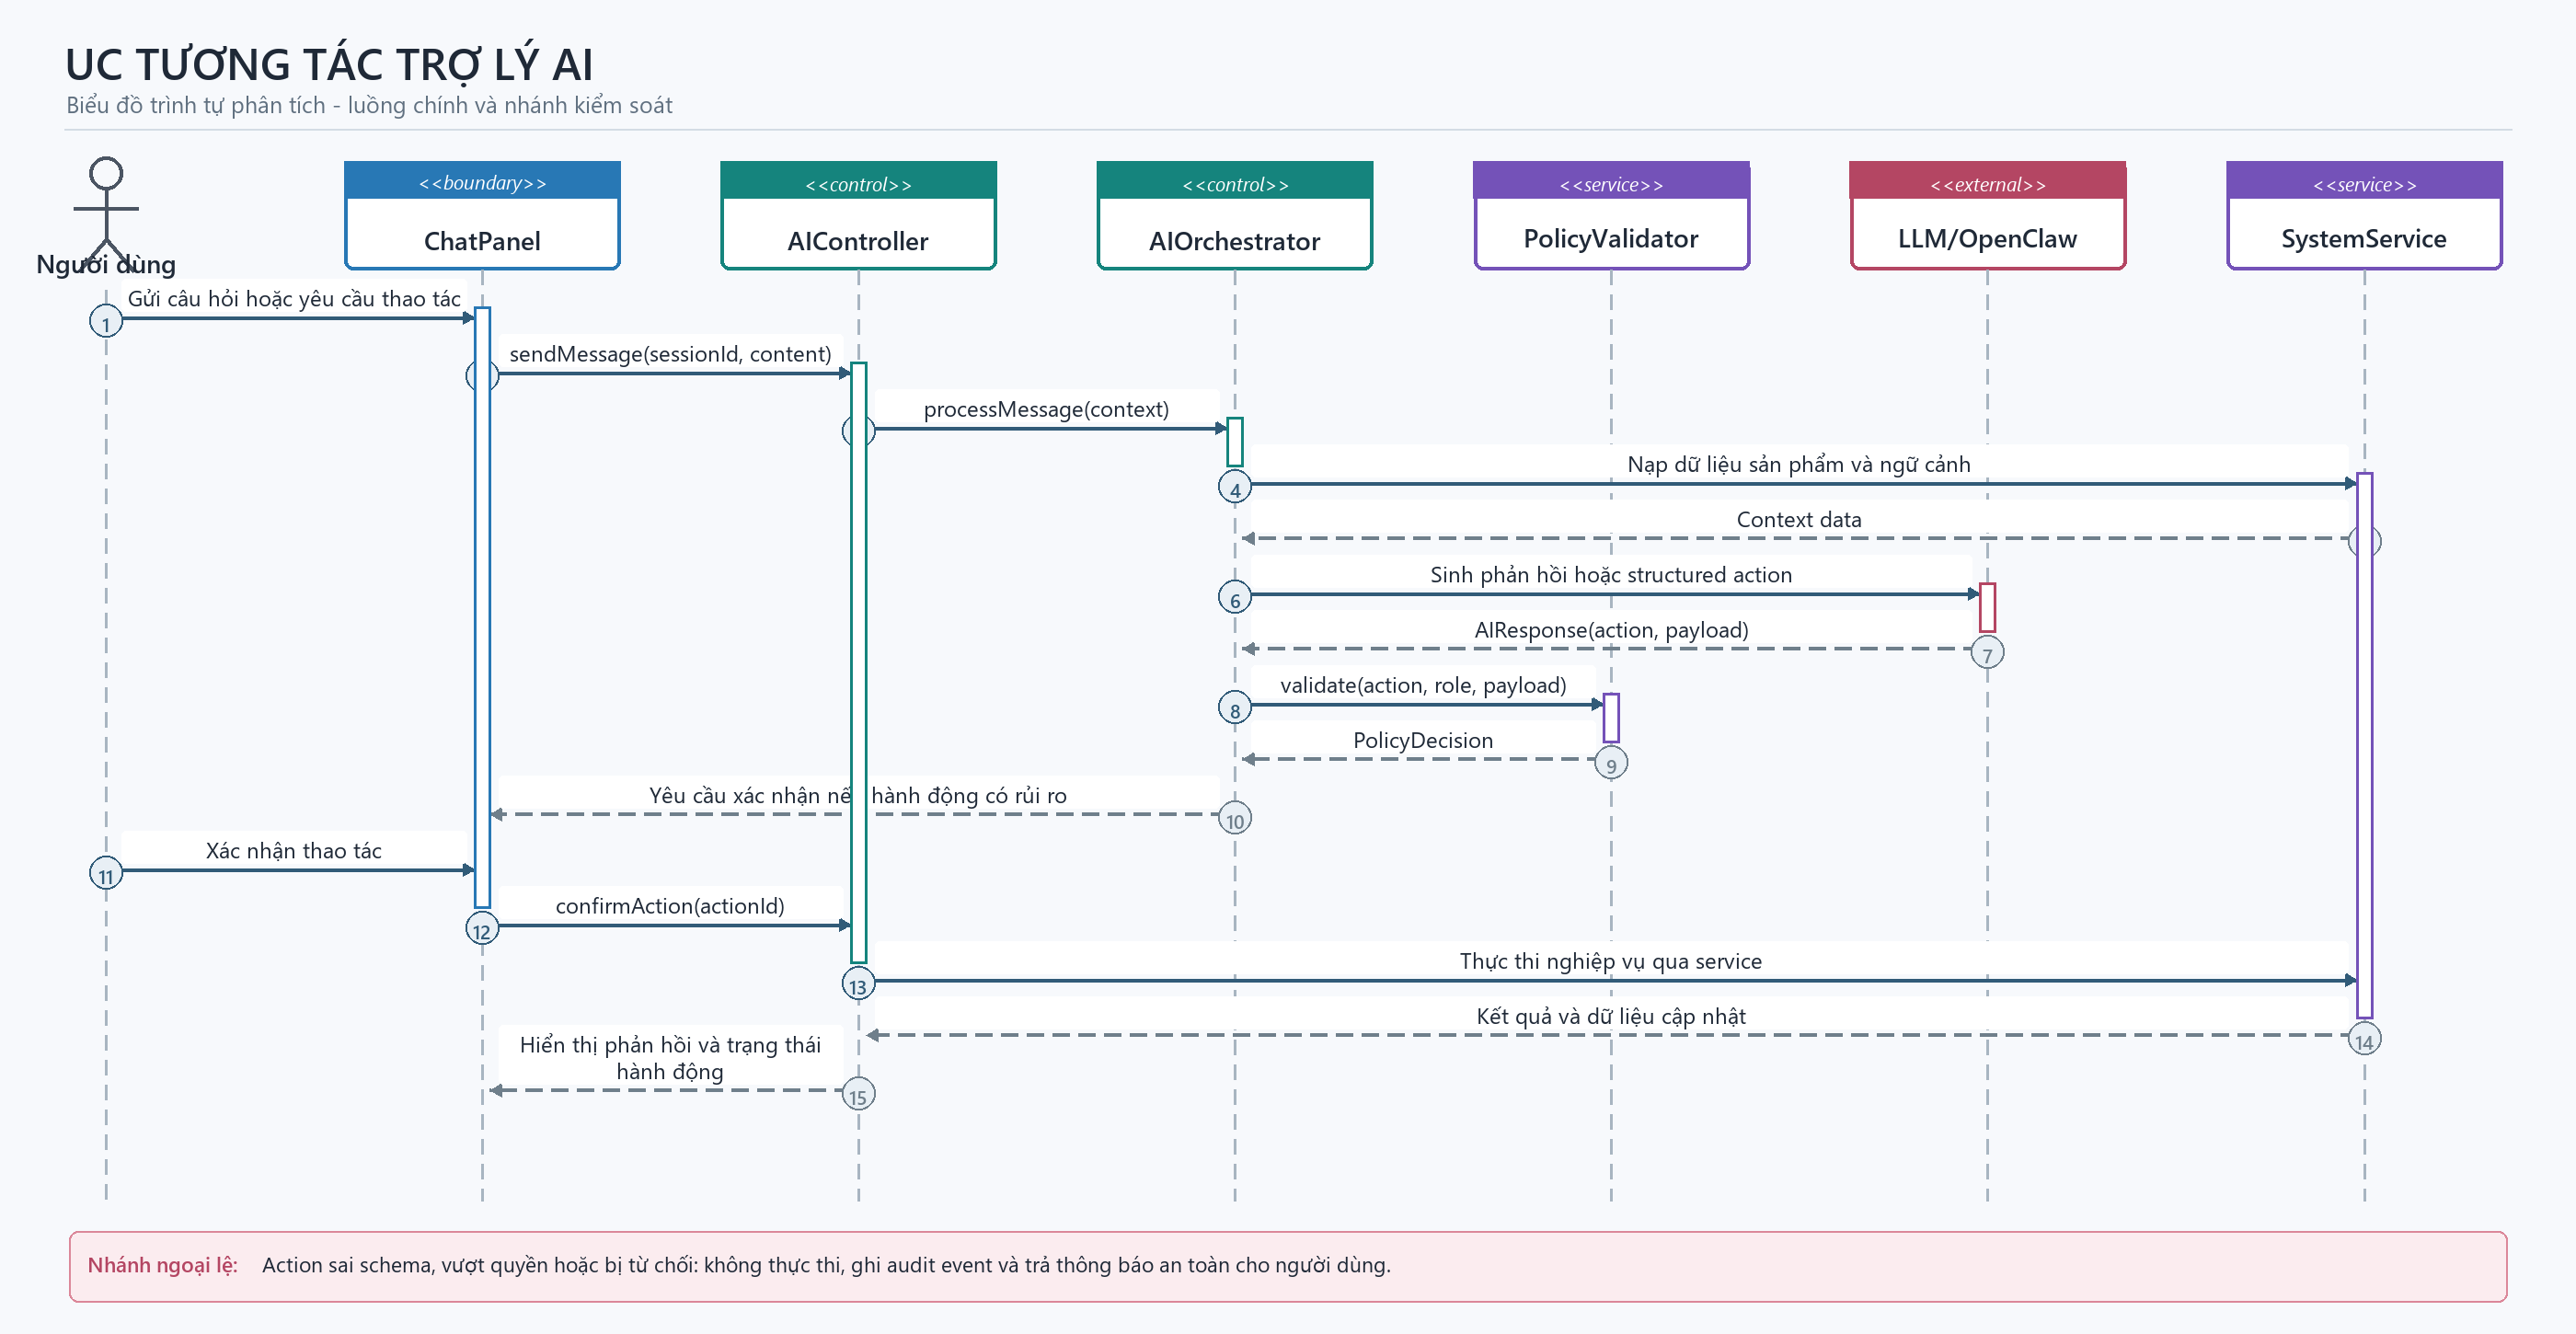 UC TƯƠNG TÁC TRỢ LÝ AI
Biểu đồ trình tự phân tích - luồng chính và nhánh kiểm soát
Người dùng
<<boundary>>
ChatPanel
<<control>>
AIController
<<control>>
AIOrchestrator
<<service>>
PolicyValidator
<<external>>
LLM/OpenClaw
<<service>>
SystemService
1
Gửi câu hỏi hoặc yêu cầu thao tác
sendMessage(sessionId, content)
processMessage(context)
4
Nạp dữ liệu sản phẩm và ngữ cảnh
Context data
6
Sinh phản hồi hoặc structured action
AIResponse(action, payload)
7
8
validate(action, role, payload)
PolicyDecision
9
Yêu cầu xác nhận hành động có rủi ro
10
11
Xác nhận thao tác
12
confirmAction(actionId)
13
Thực thi nghiệp vụ qua service
Kết quả và dữ liệu cập nhật
14
Hiển thị phản hồi và trạng thái
hành động
15
Nhánh ngoại lệ: Action sai schema, vượt quyền hoặc bị từ chối: không thực thi, ghi audit event và trả thông báo an toàn cho người dùng.